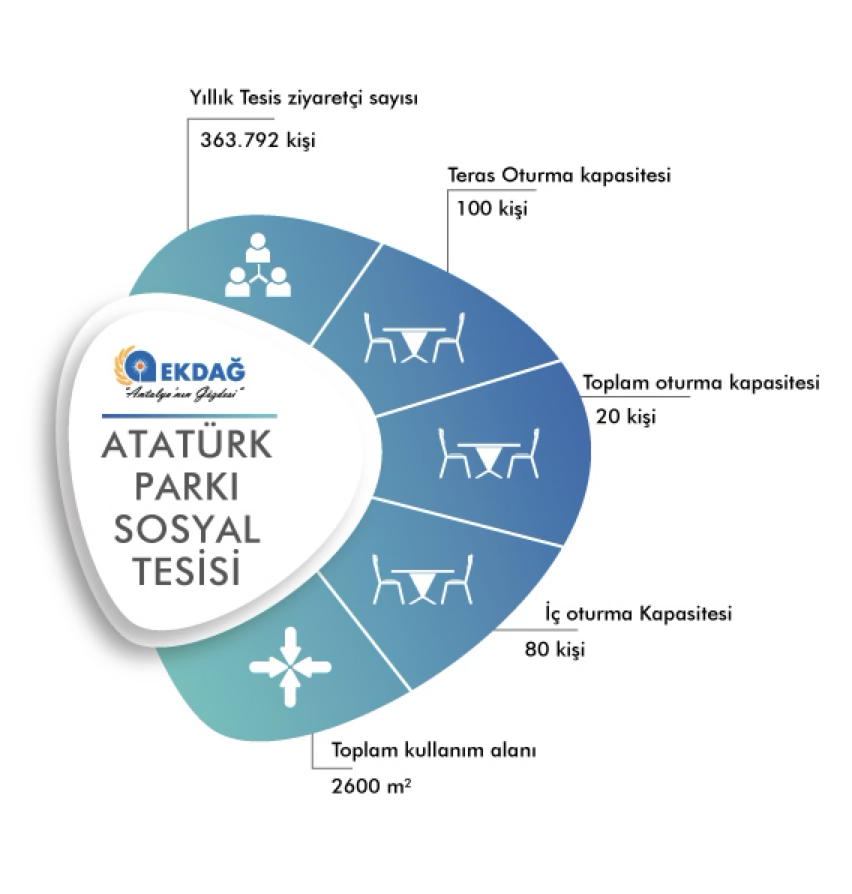 Yıllık Tesis ziyaretçi sayısı
363.792 kişi
Teras Oturma kapasitesi
100 kişi
Toplam oturma kapasitesi
20 kişi
İç oturma Kapasitesi
80 kişi
Toplam kullanım alanı
2600 m²
EKDAĞ
"Antalya'nın Gözdesi"
ATATÜRK
PARKI
SOSYAL
TESİSİ